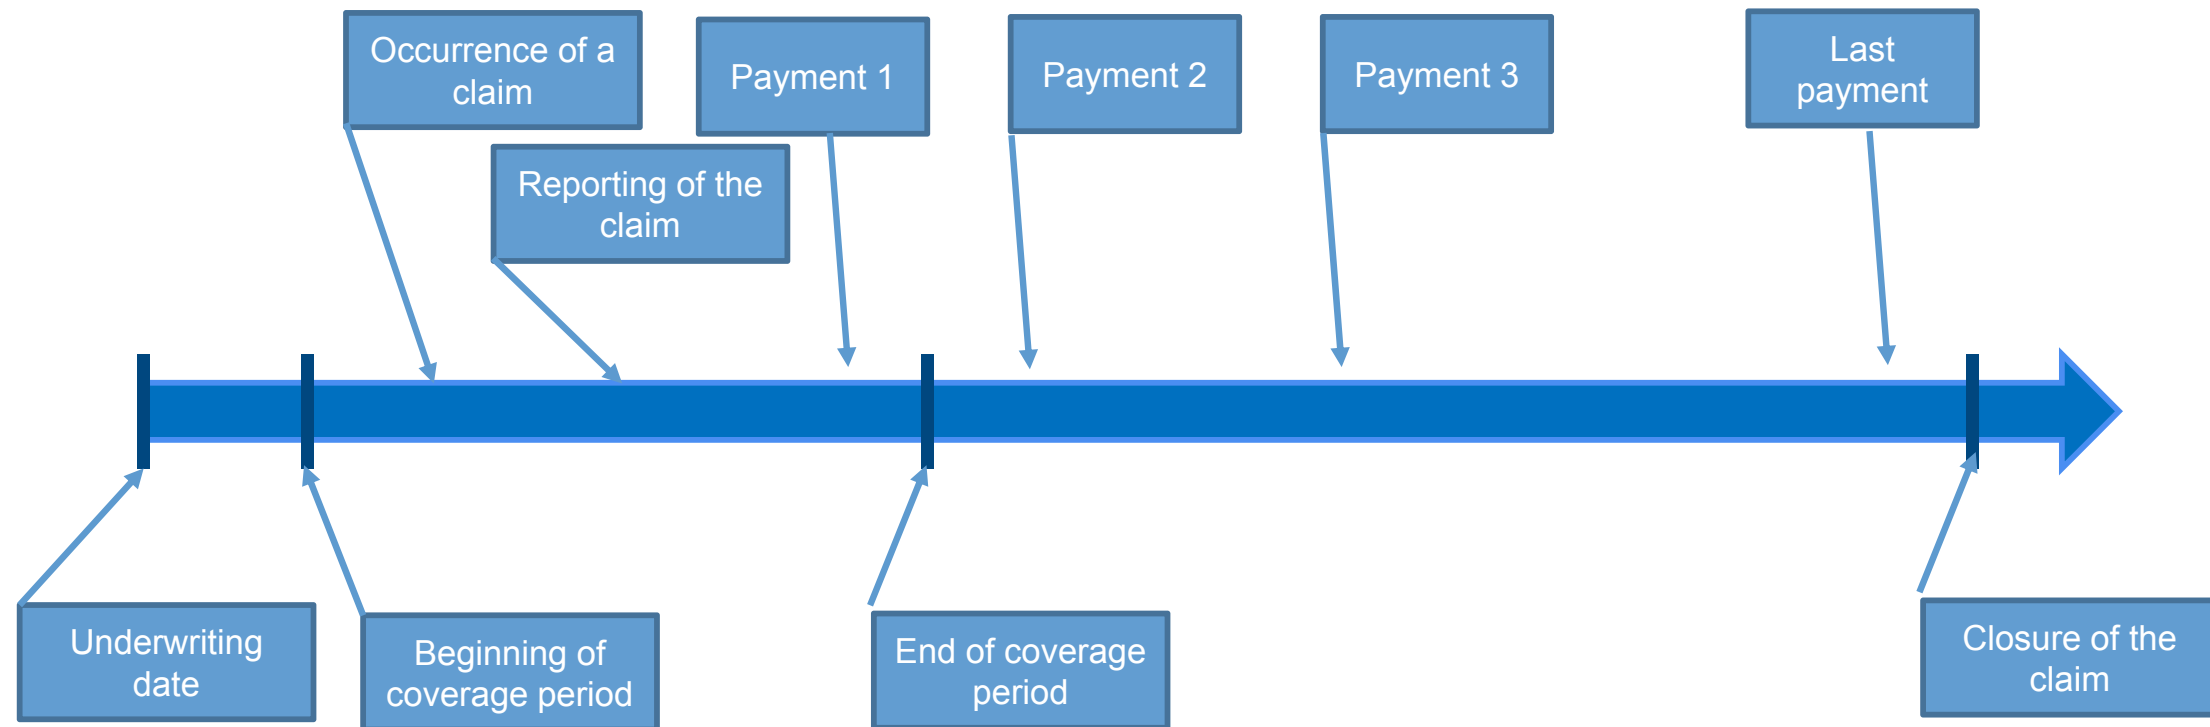 Occurrence of a
claim
Payment 1
Payment 2
Payment 3
Last
payment
Reporting of the
claim
Underwriting
date
Beginning of
coverage period
End of coverage
period
Closure of the
claim